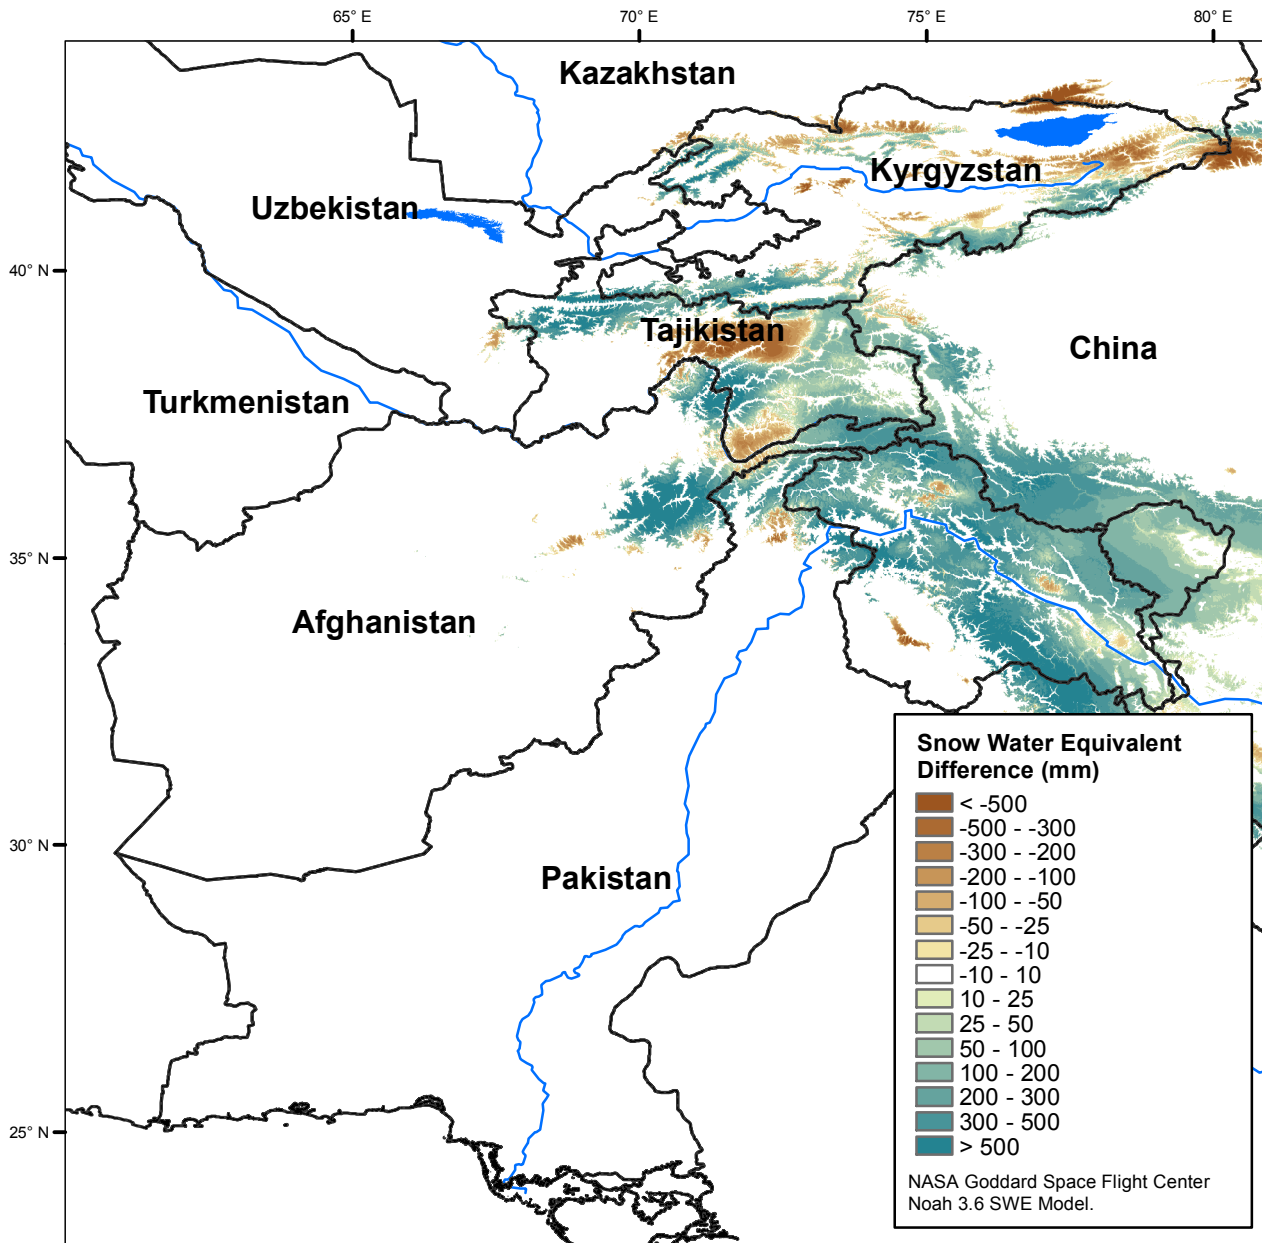 65° E
70° E
75° E
80° E
Kazakhstan
Kyrgyzstan
Uzbekistan
40° N
Tajikistan
China
Turkmenistan
35° N
Afghanistan
30° N
Pakistan
25° N
Snow Water Equivalent
Difference (mm)
< -500
-500 - -300
-300 - -200
-200 - -100
-100 - -50
-50 - -25
-25 - -10
-10 - 10
10 - 25
25 - 50
50 - 100
100 - 200
200 - 300
300 - 500
> 500
NASA Goddard Space Flight Center
Noah 3.6 SWE Model.